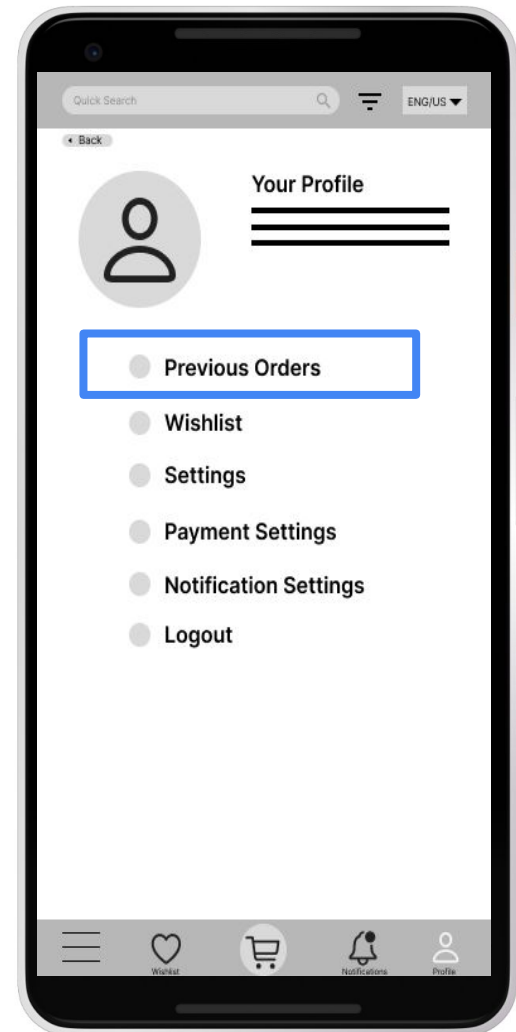 Quick Search
ENG/US
Back
Your Profile
Previous Orders
Wishlist
Settings
Payment Settings
Notification Settings
Logout
Wishlist
Notifications
Profile